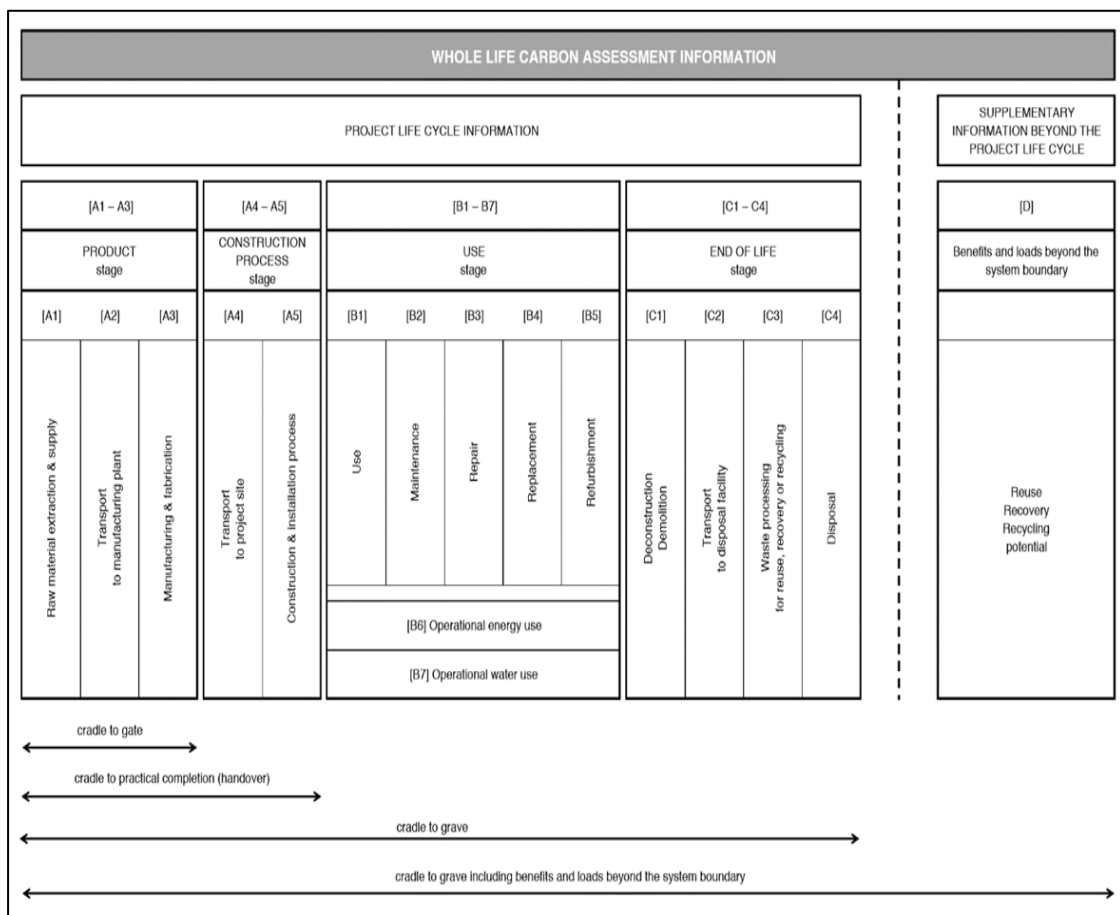 WHOLE LIFE CARBON ASSESSMENT INFORMATION
PROJECT LIFE CYCLE INFORMATION
SUPPLEMENTARY
INFORMATION BEYOND THE
PROJECT LIFE CYCLE
[A1 – A3]
[A4 – A5]
[B1 – B7]
[C1 – C4]
[D]
PRODUCT
stage
CONSTRUCTION
PROCESS
stage
USE
stage
END OF LIFE
stage
Benefits and loads beyond the
system boundary
[A1]
[A2]
[A3]
[A4]
[A5]
[B1]
[B2]
[B3]
[B4]
[B5]
[C1]
[C2]
[C3]
[C4]
Raw material extraction & supply
Transport
to manufacturing plant
Manufacturing & fabrication
Transport
to project site
Construction & installation process
Use
Maintenance
Repair
Replacement
Refurbishment
[B6] Operational energy use
[B7] Operational water use
Deconstruction
Demolition
Transport
to disposal facility
Waste processing
for reuse, recovery or recycling
Disposal
Reuse
Recovery
Recycling
potential
cradle to gate
cradle to practical completion (handover)
cradle to grave
cradle to grave including benefits and loads beyond the system boundary